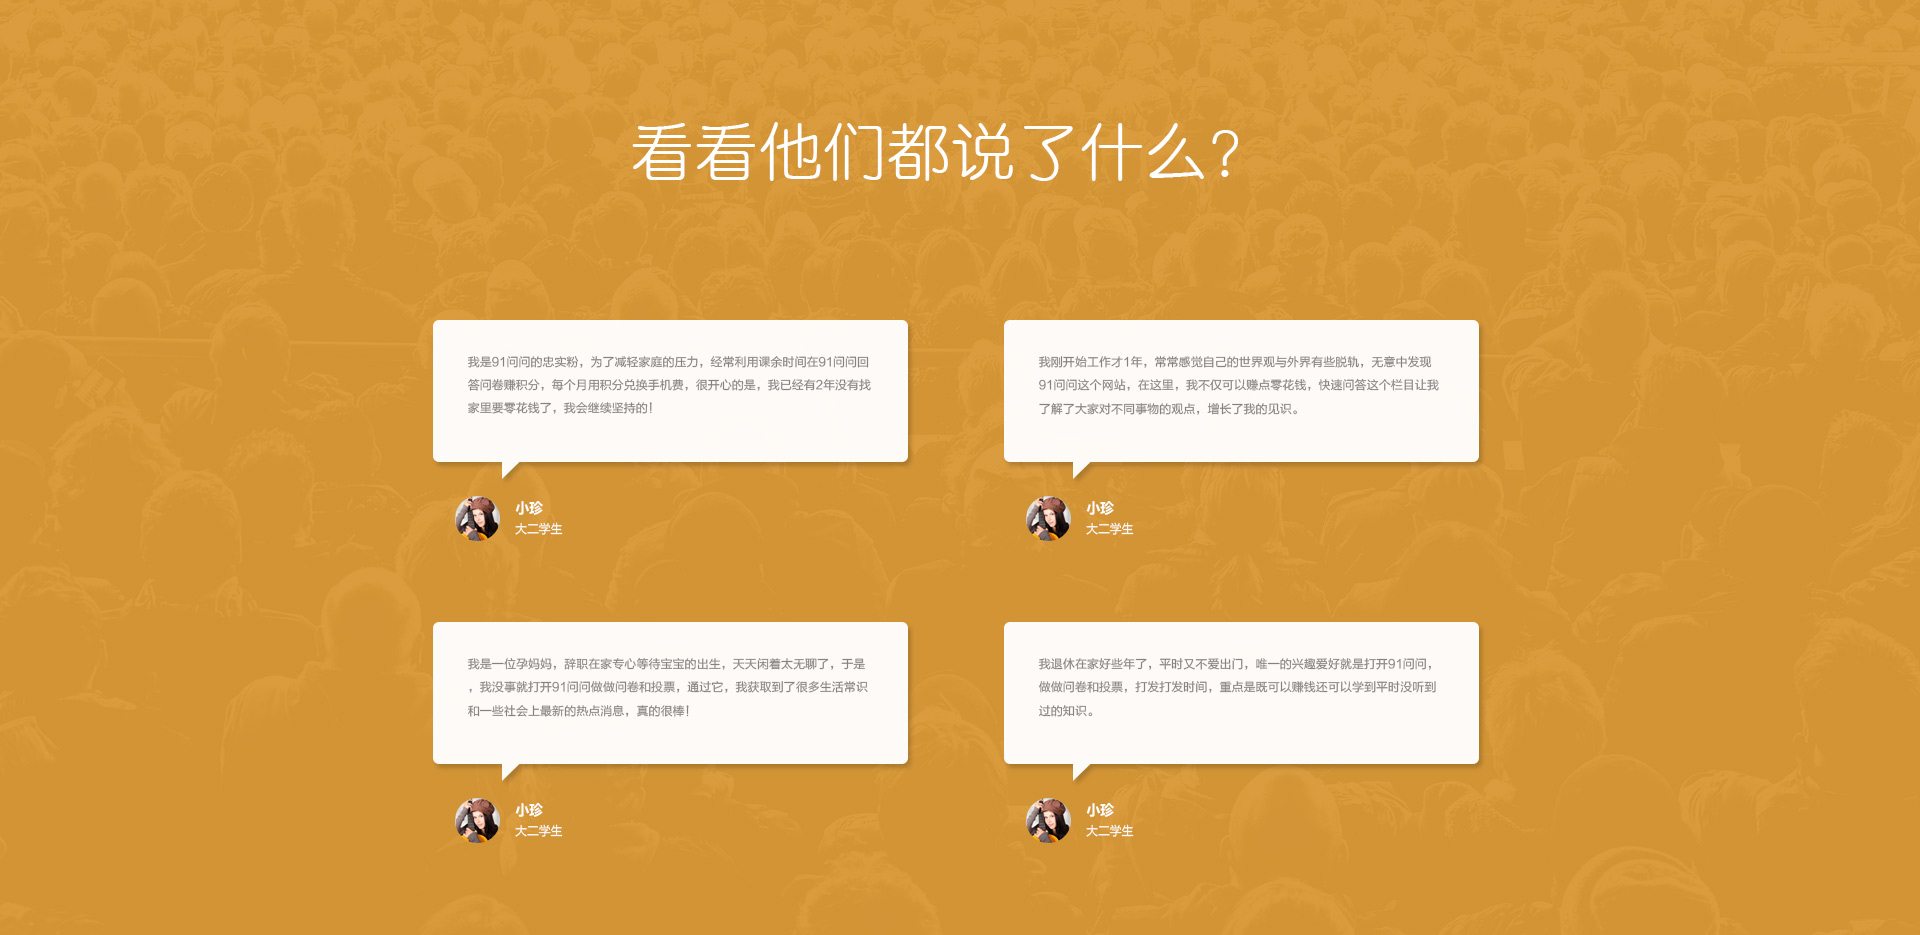 看看他们都说了什么？
我是91问问的忠实粉，为了减轻家庭的压力，经常利用课余时间在91问问回
答问卷赚积分，每个月用积分兑换手机费，很开心的是，我已经有2年没有找
家里要零花钱了，我会继续坚持的！
小珍
大二学生
我刚开始工作才1年，常常感觉自己的世界观与外界有些脱轨，无意中发现
91问问这个网站，在这里，我不仅可以赚点零花钱，快速问答这个栏目让我
了解了大家对不同事物的观点，增长了我的见识。
小珍
大二学生
我是一位孕妈妈，辞职在家专心等待宝宝的出生，天天闲着太无聊了，于是
，我没事就打开91问问做做问卷和投票，通过它，我获取到了很多生活常识
和一些社会上最新的热点消息，真的很棒！
小珍
大二学生
我退休在家好些年了，平时又不爱出门，唯一的兴趣爱好就是打开91问问，
做做问卷和投票，打发打发时间，重点是既可以赚钱还可以学到平时没听到
过的知识。
小珍
大二学生